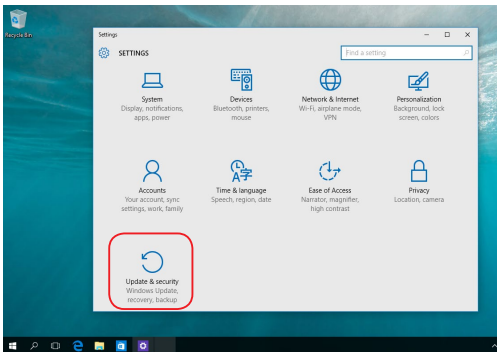 Recycle Bin
Settings
SETTINGS
Find a setting
System
Display, notifications,
apps, power
Devices
Bluetooth, printers,
mouse
Network & Internet
Wi-Fi, airplane mode,
VPN
Personalization
Background, lock
screen, colors
Accounts
Your account, sync
settings, work, family
Time & language
Speech, region, date
Ease of Access
Narrator, magnifier,
high contrast
Privacy
Location, camera
Update & security
Windows Update,
recovery, backup